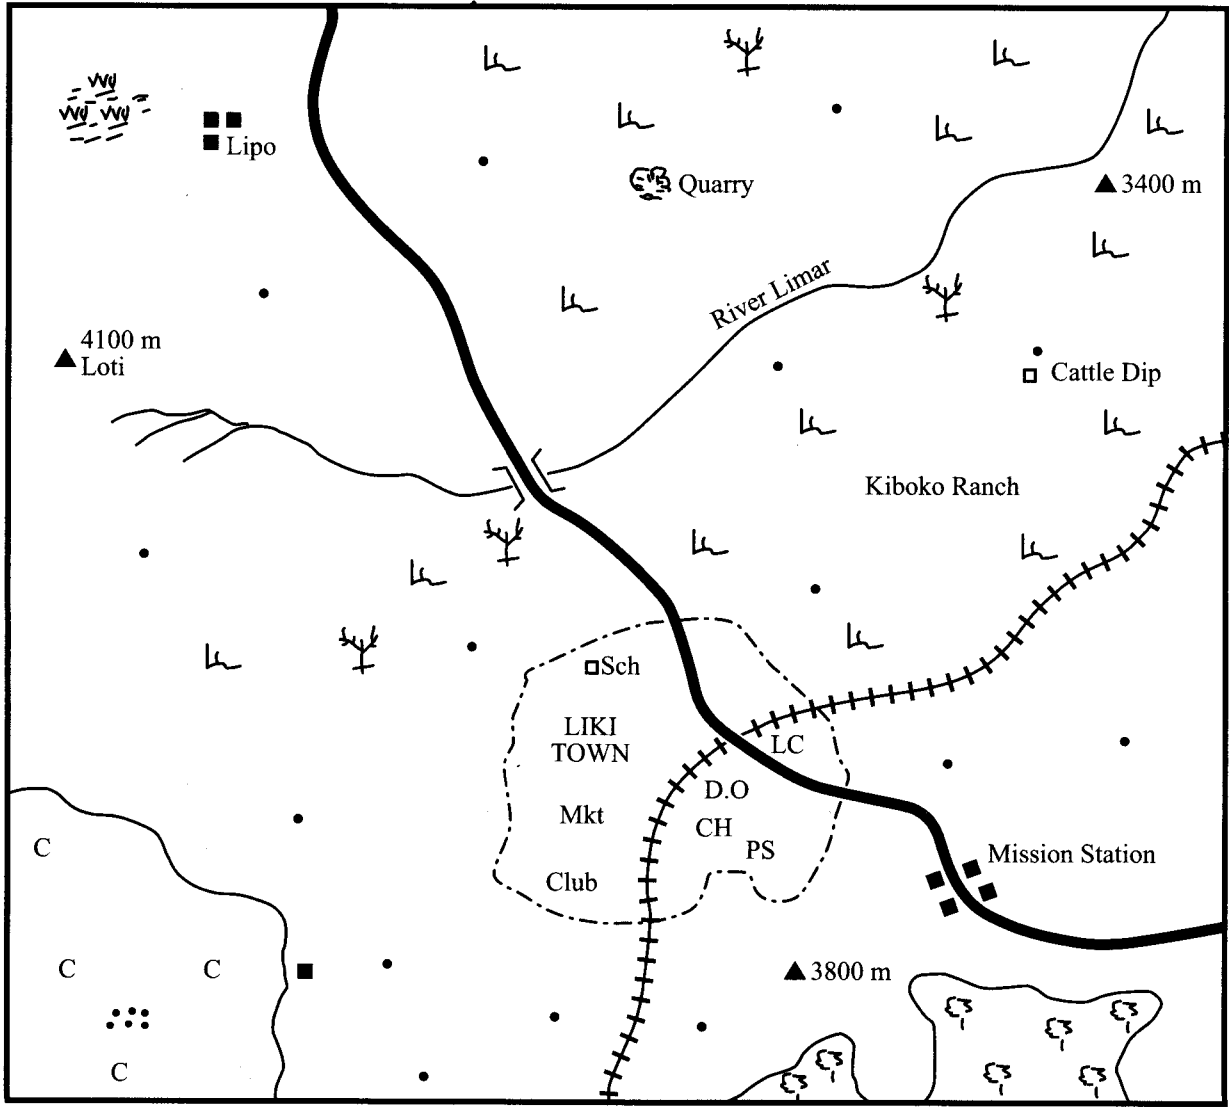 Lipo
Quarry
3400 m
River Limar
4100 m
Loti
Cattle Dip
Kiboko Ranch
Sch
LIKI
TOWN
LC
D.O
Mkt
CH
PS
Club
Mission Station
C
C
C
3800 m
C